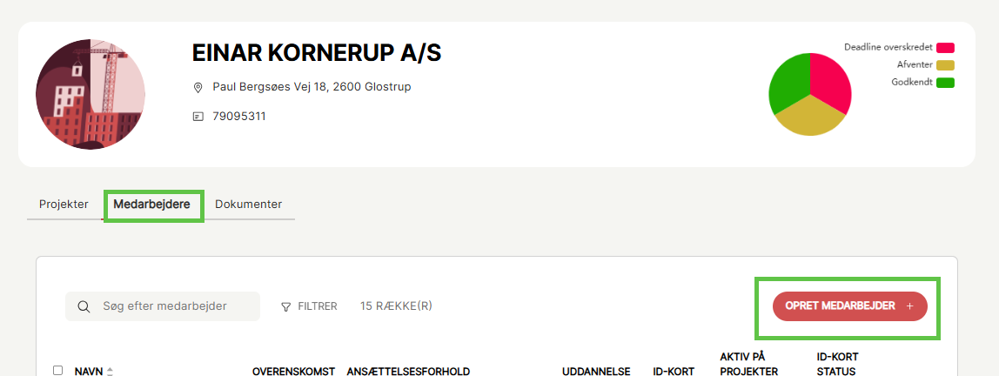 EINAR KORNERUP A/S
Paul Bergsøes Vej 18, 2600 Glostrup
79095311
Deadline overskredet
Afventer
Godkendt
Projekter Medarbejdere Dokumenter
Søg efter medarbejder FILTRER 15 RÆKKE(R) OPRET MEDARBEJDER +
NAVN OVERENSKOMST ANSÆTTELSESFORHOLD UDDANNELSE ID-KORT AKTIV PÅ
PROJEKTER ID-KORT
STATUS